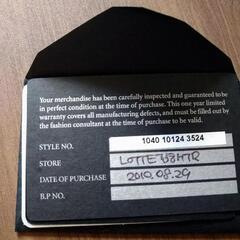 Your merchandise has been carefully inspected and guaranteed to be
in perfect condition at the time of purchase. This one year limited
warranty covers all manufacturing defects, and must be filled out by
the fashion consultant at time of purchase to be valid.
STYLE NO. 1040 10124 3524
STORE LOTTE
DATE OF PURCHASE 2010.08.29
B.P NO.